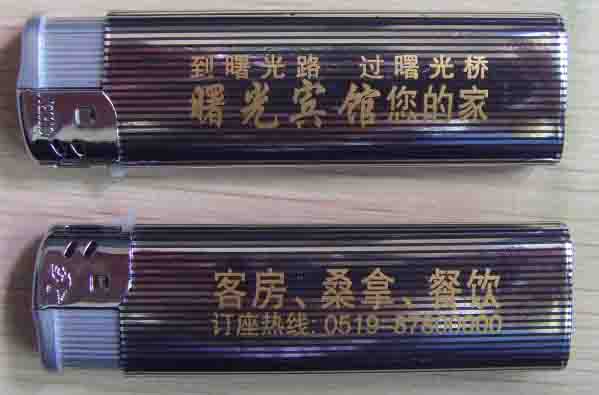 到曙光路 过曙光桥
曙光宾馆您的家
客房、桑拿、餐饮
订座热线: 0519-87800000